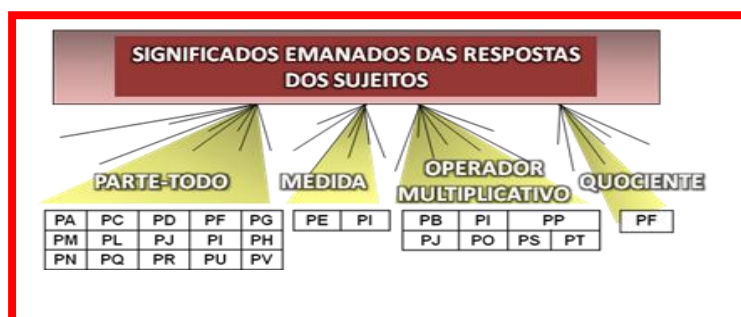 SIGNIFICADOS EMANADOS DAS RESPOSTAS
DOS SUJEITOS
PARTE-TODO
MEDIDA
OPERADOR
MULTIPLICATIVO
QUOCIENTE
PA PC PD PF PG
PM PL PJ PI PH
PN PQ PR PU PV
PE PI
PB PI PP
PJ PO PS PT
PF